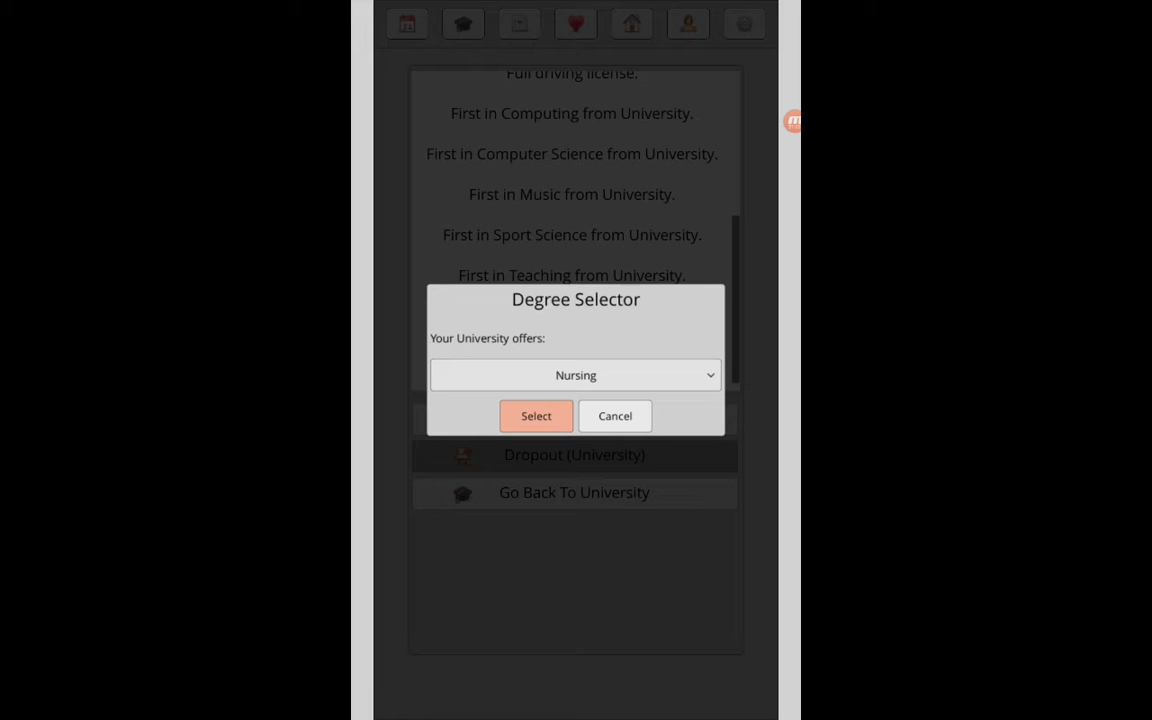 Full driving license.
First in Computing from University.
First in Computer Science from University.
First in Music from University.
First in Sport Science from University.
First in Teaching from University.
Degree Selector
Your University offers:
Nursing
Select
Cancel
Dropout (University)
Go Back To University